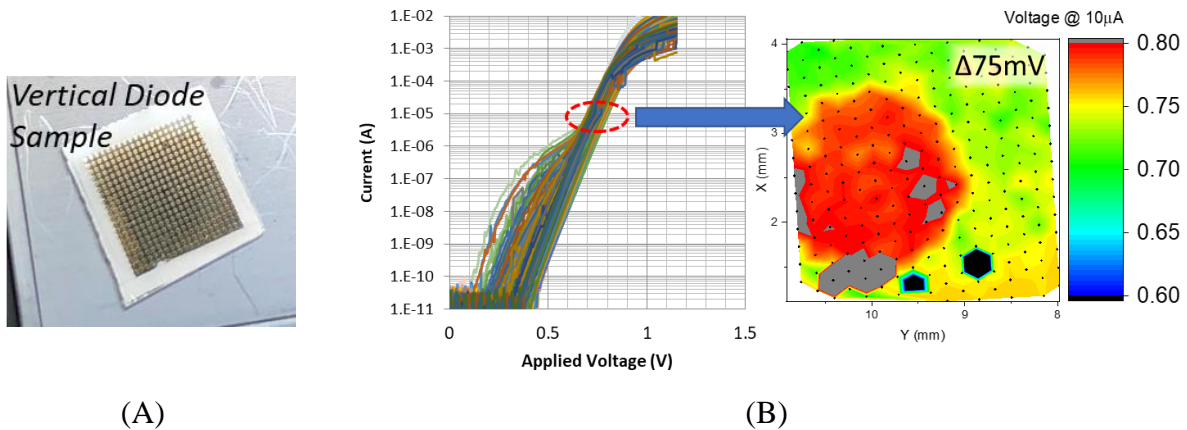 Vertical Diode
Sample
(A)
1.E-02
1.E-03
1.E-04
1.E-05
1.E-06
1.E-07
1.E-08
1.E-09
1.E-10
1.E-11
Current (A)
0 0.5 1 1.5
Applied Voltage (V)
Voltage @ 10μA
Δ75mV
4
3
2
X (mm)
10 9 8
Y (mm)
0.80
0.75
0.70
0.65
0.60
(B)